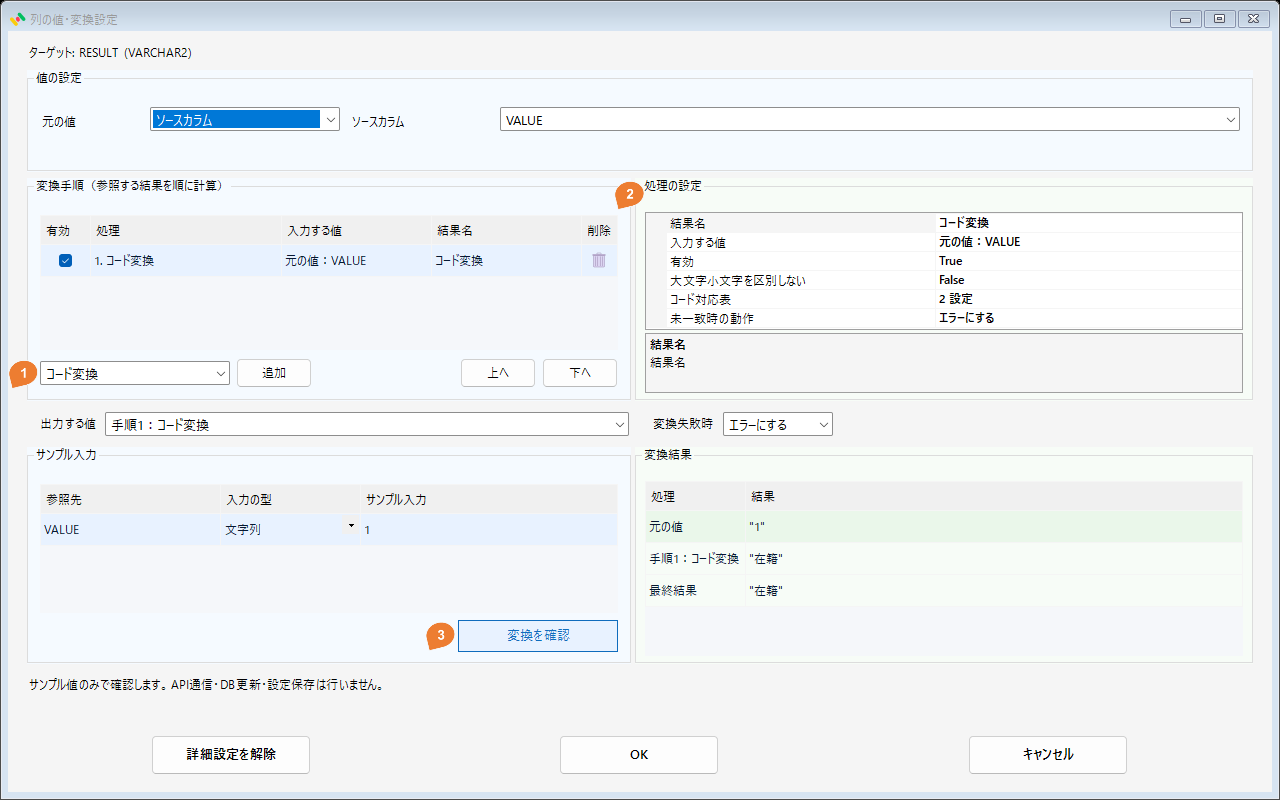 列の値・変換設定
ターゲット: RESULT (VARCHAR2)
値の設定
元の値 ソースカラム ソースカラム VALUE
変換手順（参照する結果を順に計算）
有効 処理 入力する値 結果名 削除
1. コード変換 元の値：VALUE コード変換
1 コード変換 追加 上へ 下へ
2 処理の設定
結果名 コード変換
入力する値 元の値：VALUE
有効 True
大文字小文字を区別しない False
コード対応表 2 設定
未一致時の動作 エラーにする
結果名
結果名
出力する値 手順1：コード変換 変換失敗時 エラーにする
サンプル入力
参照先 入力の型 サンプル入力
VALUE 文字列 1
3 変換を確認
変換結果
処理 結果
元の値 "1"
手順1：コード変換 "在籍"
最終結果 "在籍"
サンプル値のみで確認します。API通信・DB更新・設定保存は行いません。
詳細設定を解除 OK キャンセル